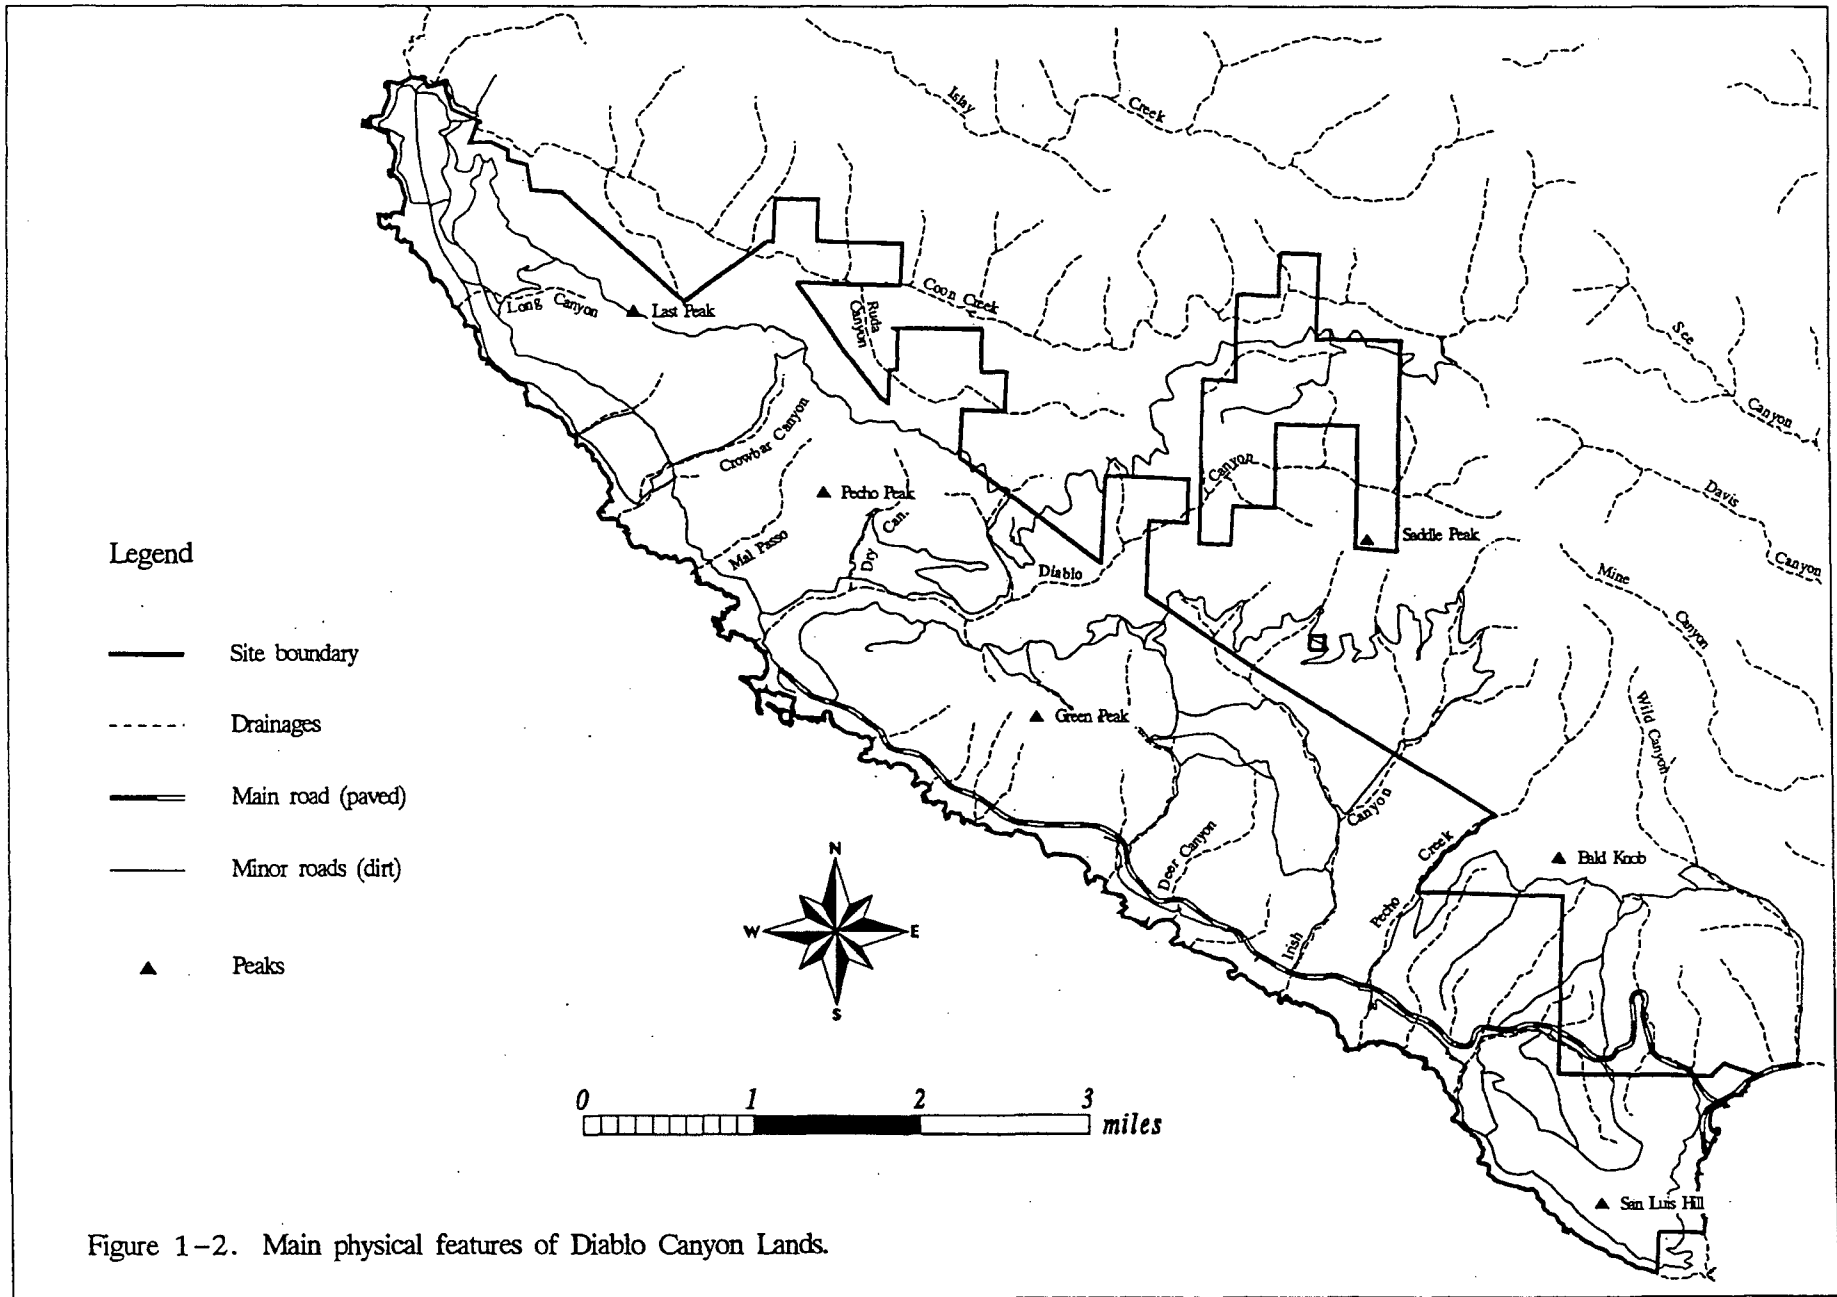 Islay
Creek
Last Peak
Long Canyon
Coon Creek
Ruda
Canyon
See
Canyon
Crowbar Canyon
Pecho Peak
Dry Can.
Mal Passo
Diablo
Canyon
Saddle Peak
Davis
Canyon
Mine
Canyon
Green Peak
Wild Canyon
Deer Canyon
Irish
Canyon
Pecho
Creek
Bald Knob
San Luis Hill
Legend
Site boundary
Drainages
Main road (paved)
Minor roads (dirt)
Peaks
N
W
E
S
0 1 2 3
miles
Figure 1-2. Main physical features of Diablo Canyon Lands.